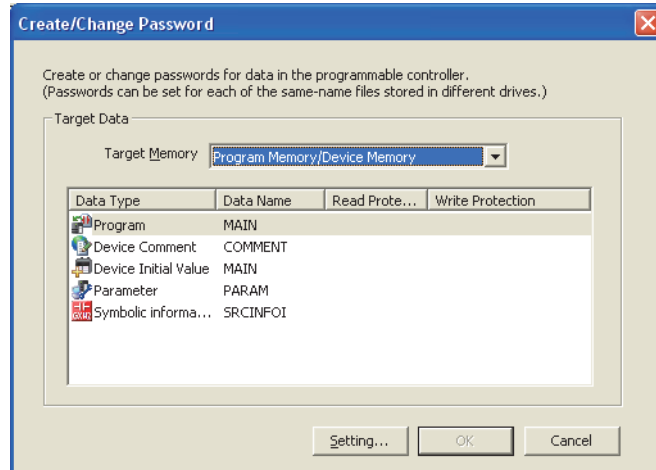 Create/Change Password
Create or change passwords for data in the programmable controller.
(Passwords can be set for each of the same-name files stored in different drives.)
Target Data
Target Memory Program Memory/Device Memory
Data Type Data Name Read Prote... Write Protection
Program MAIN
Device Comment COMMENT
Device Initial Value MAIN
Parameter PARAM
Symbolic informa... SRCINFOI
Setting... OK Cancel